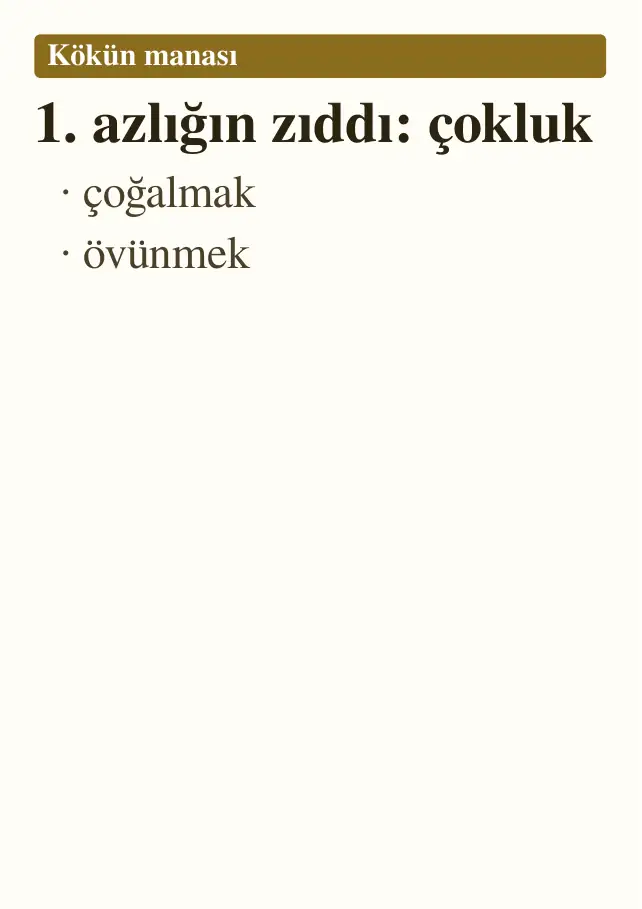 Kökün manası
1. azlığın zıddı: çokluk
· çoğalmak
· övünmek